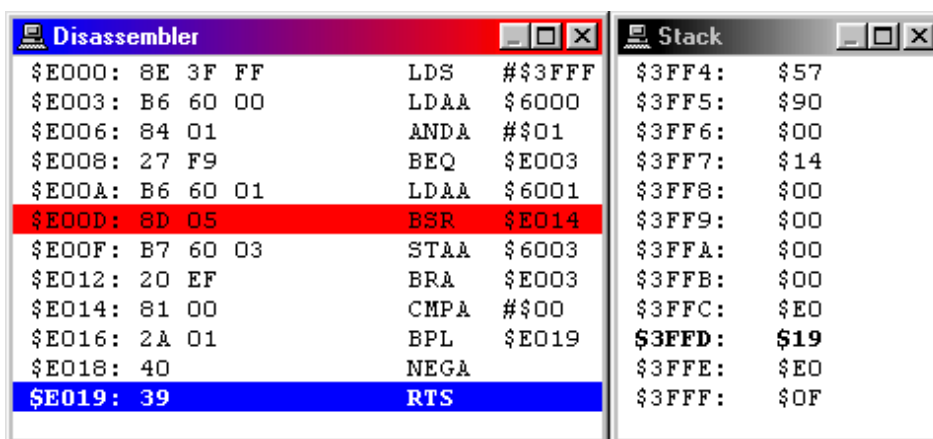 Disassembler
$E000: 8E 3F FF LDS #$3FFF
$E003: B6 60 00 LDAA $6000
$E006: 84 01 ANDA #$01
$E008: 27 F9 BEQ $E003
$E00A: B6 60 01 LDAA $6001
$E00D: 8D 05 BSR $E014
$E00F: B7 60 03 STAA $6003
$E012: 20 EF BRA $E003
$E014: 81 00 CMPA #$00
$E016: 2A 01 BPL $E019
$E018: 40 NEGA
$E019: 39 RTS
Stack
$3FF4: $57
$3FF5: $90
$3FF6: $00
$3FF7: $14
$3FF8: $00
$3FF9: $00
$3FFA: $00
$3FFB: $00
$3FFC: $E0
$3FFD: $19
$3FFE: $E0
$3FFF: $0F